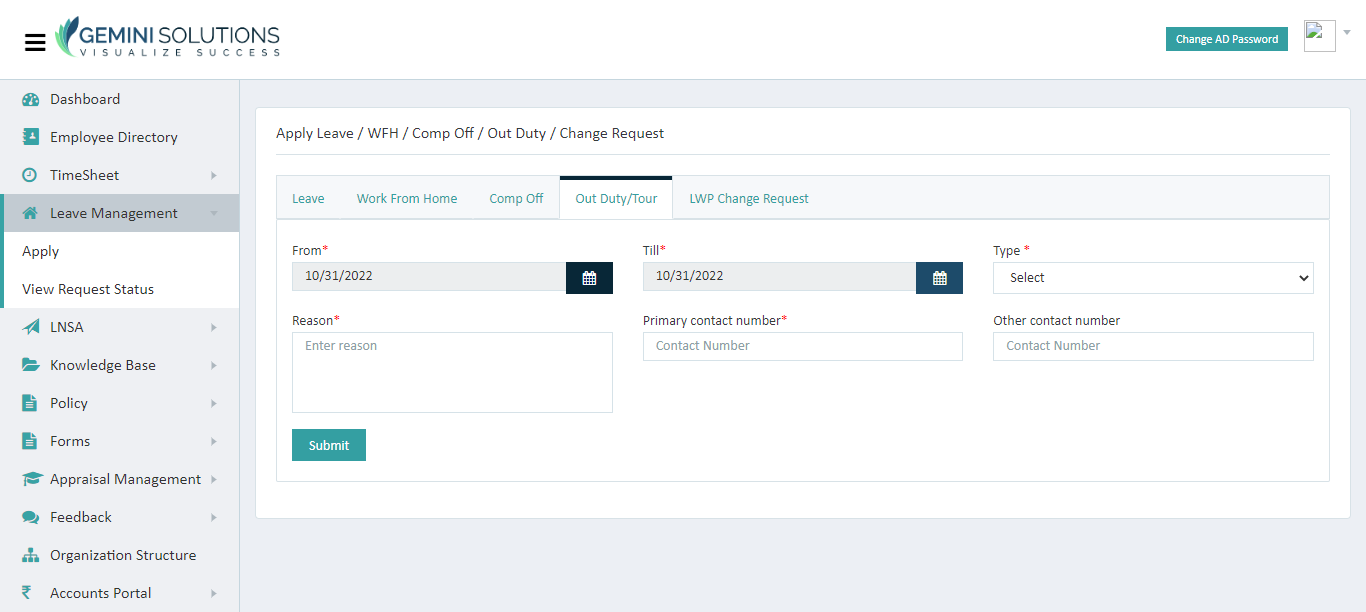 GEMINI SOLUTIONS
VISUALIZE SUCCESS
Change AD Password
Dashboard
Employee Directory
TimeSheet
Leave Management
Apply
View Request Status
LNSA
Knowledge Base
Policy
Forms
Appraisal Management
Feedback
Organization Structure
Accounts Portal
Apply Leave / WFH / Comp Off / Out Duty / Change Request
Leave Work From Home Comp Off Out Duty/Tour LWP Change Request
From* Till* Type *
10/31/2022 10/31/2022 Select
Reason* Primary contact number* Other contact number
Enter reason Contact Number Contact Number
Submit